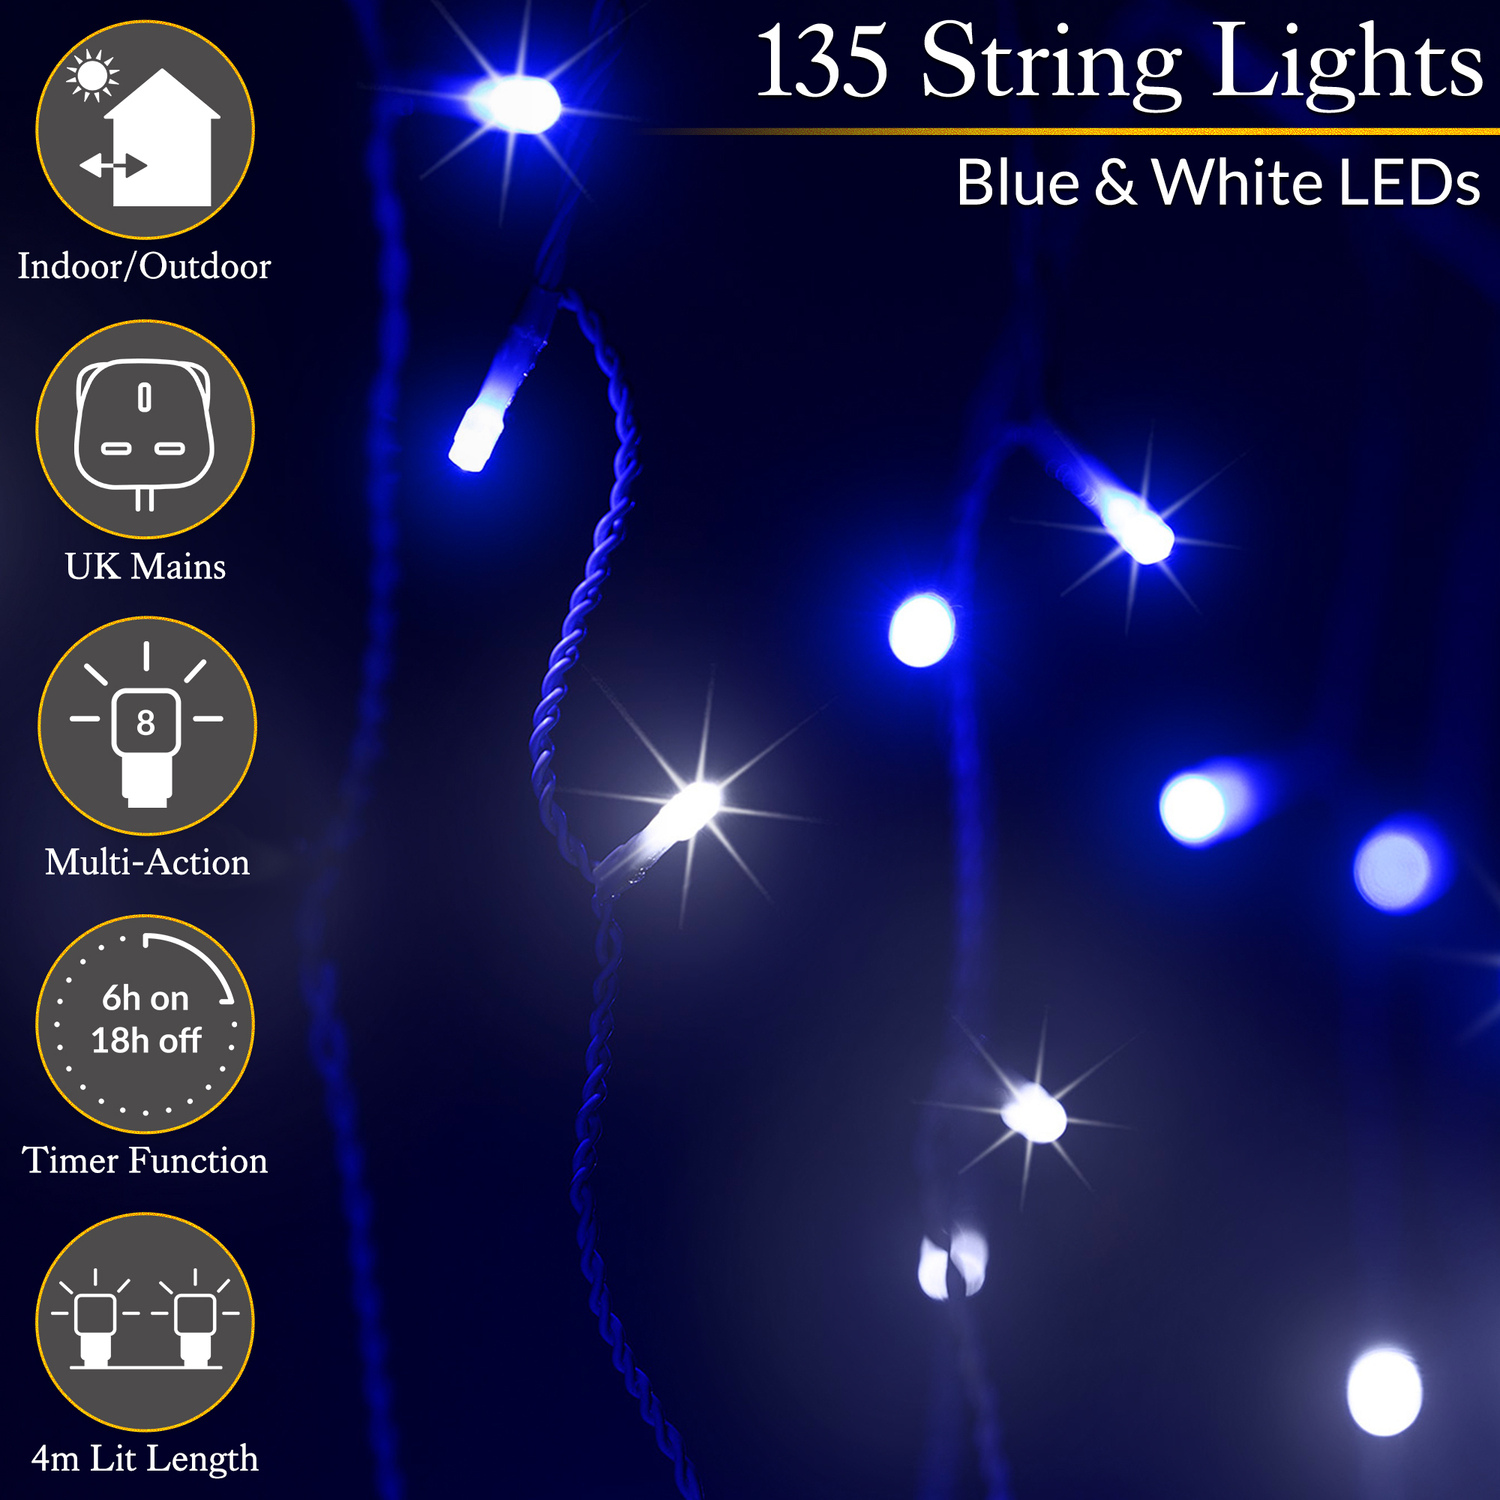 135 String Lights
Blue & White LEDs
Indoor/Outdoor
UK Mains
8
Multi-Action
6h on
18h off
Timer Function
4m Lit Length